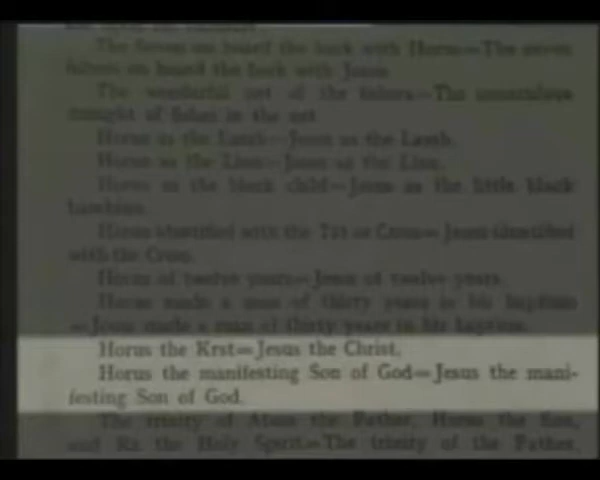 The Seven on board the bark with Horus=The seven
fishers on board the bark with Jesus.
The wonderful net of the fishers=The miraculous
draught of fishes in the net.
Horus as the Lamb=Jesus as the Lamb.
Horus as the Lion=Jesus as the Lion.
Horus as the black child=Jesus as the little black
bambino.
Horus identified with the Tat or Cross=Jesus identified
with the Cross.
Horus of twelve years=Jesus of twelve years.
Horus made a man of thirty years in his baptism
=Jesus made a man of thirty years in his baptism.
Horus the Krst=Jesus the Christ.
Horus the manifesting Son of God=Jesus the mani-
festing Son of God.
The trinity of Atum the Father, Horus the Son,
and Ra the Holy Spirit=The trinity of the Father,